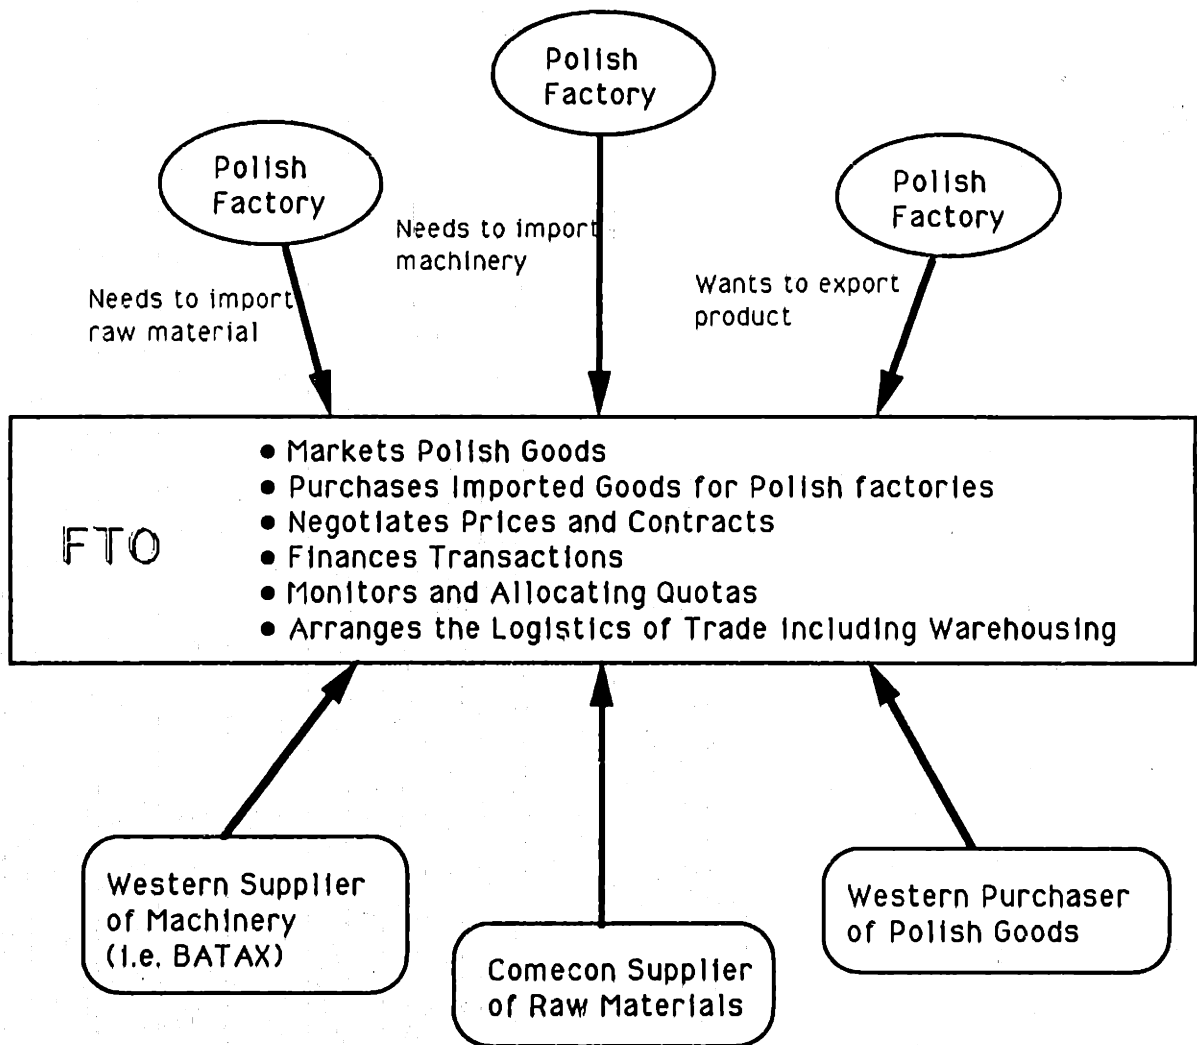 Polish
Factory
Polish
Factory
Polish
Factory
Needs to import
machinery
Needs to import
raw material
Wants to export
product
FTO
● Markets Polish Goods
● Purchases Imported Goods for Polish factories
● Negotiates Prices and Contracts
● Finances Transactions
● Monitors and Allocating Quotas
● Arranges the Logistics of Trade including Warehousing
Western Supplier
of Machinery
(i.e. BATAX)
Comecon Supplier
of Raw Materials
Western Purchaser
of Polish Goods